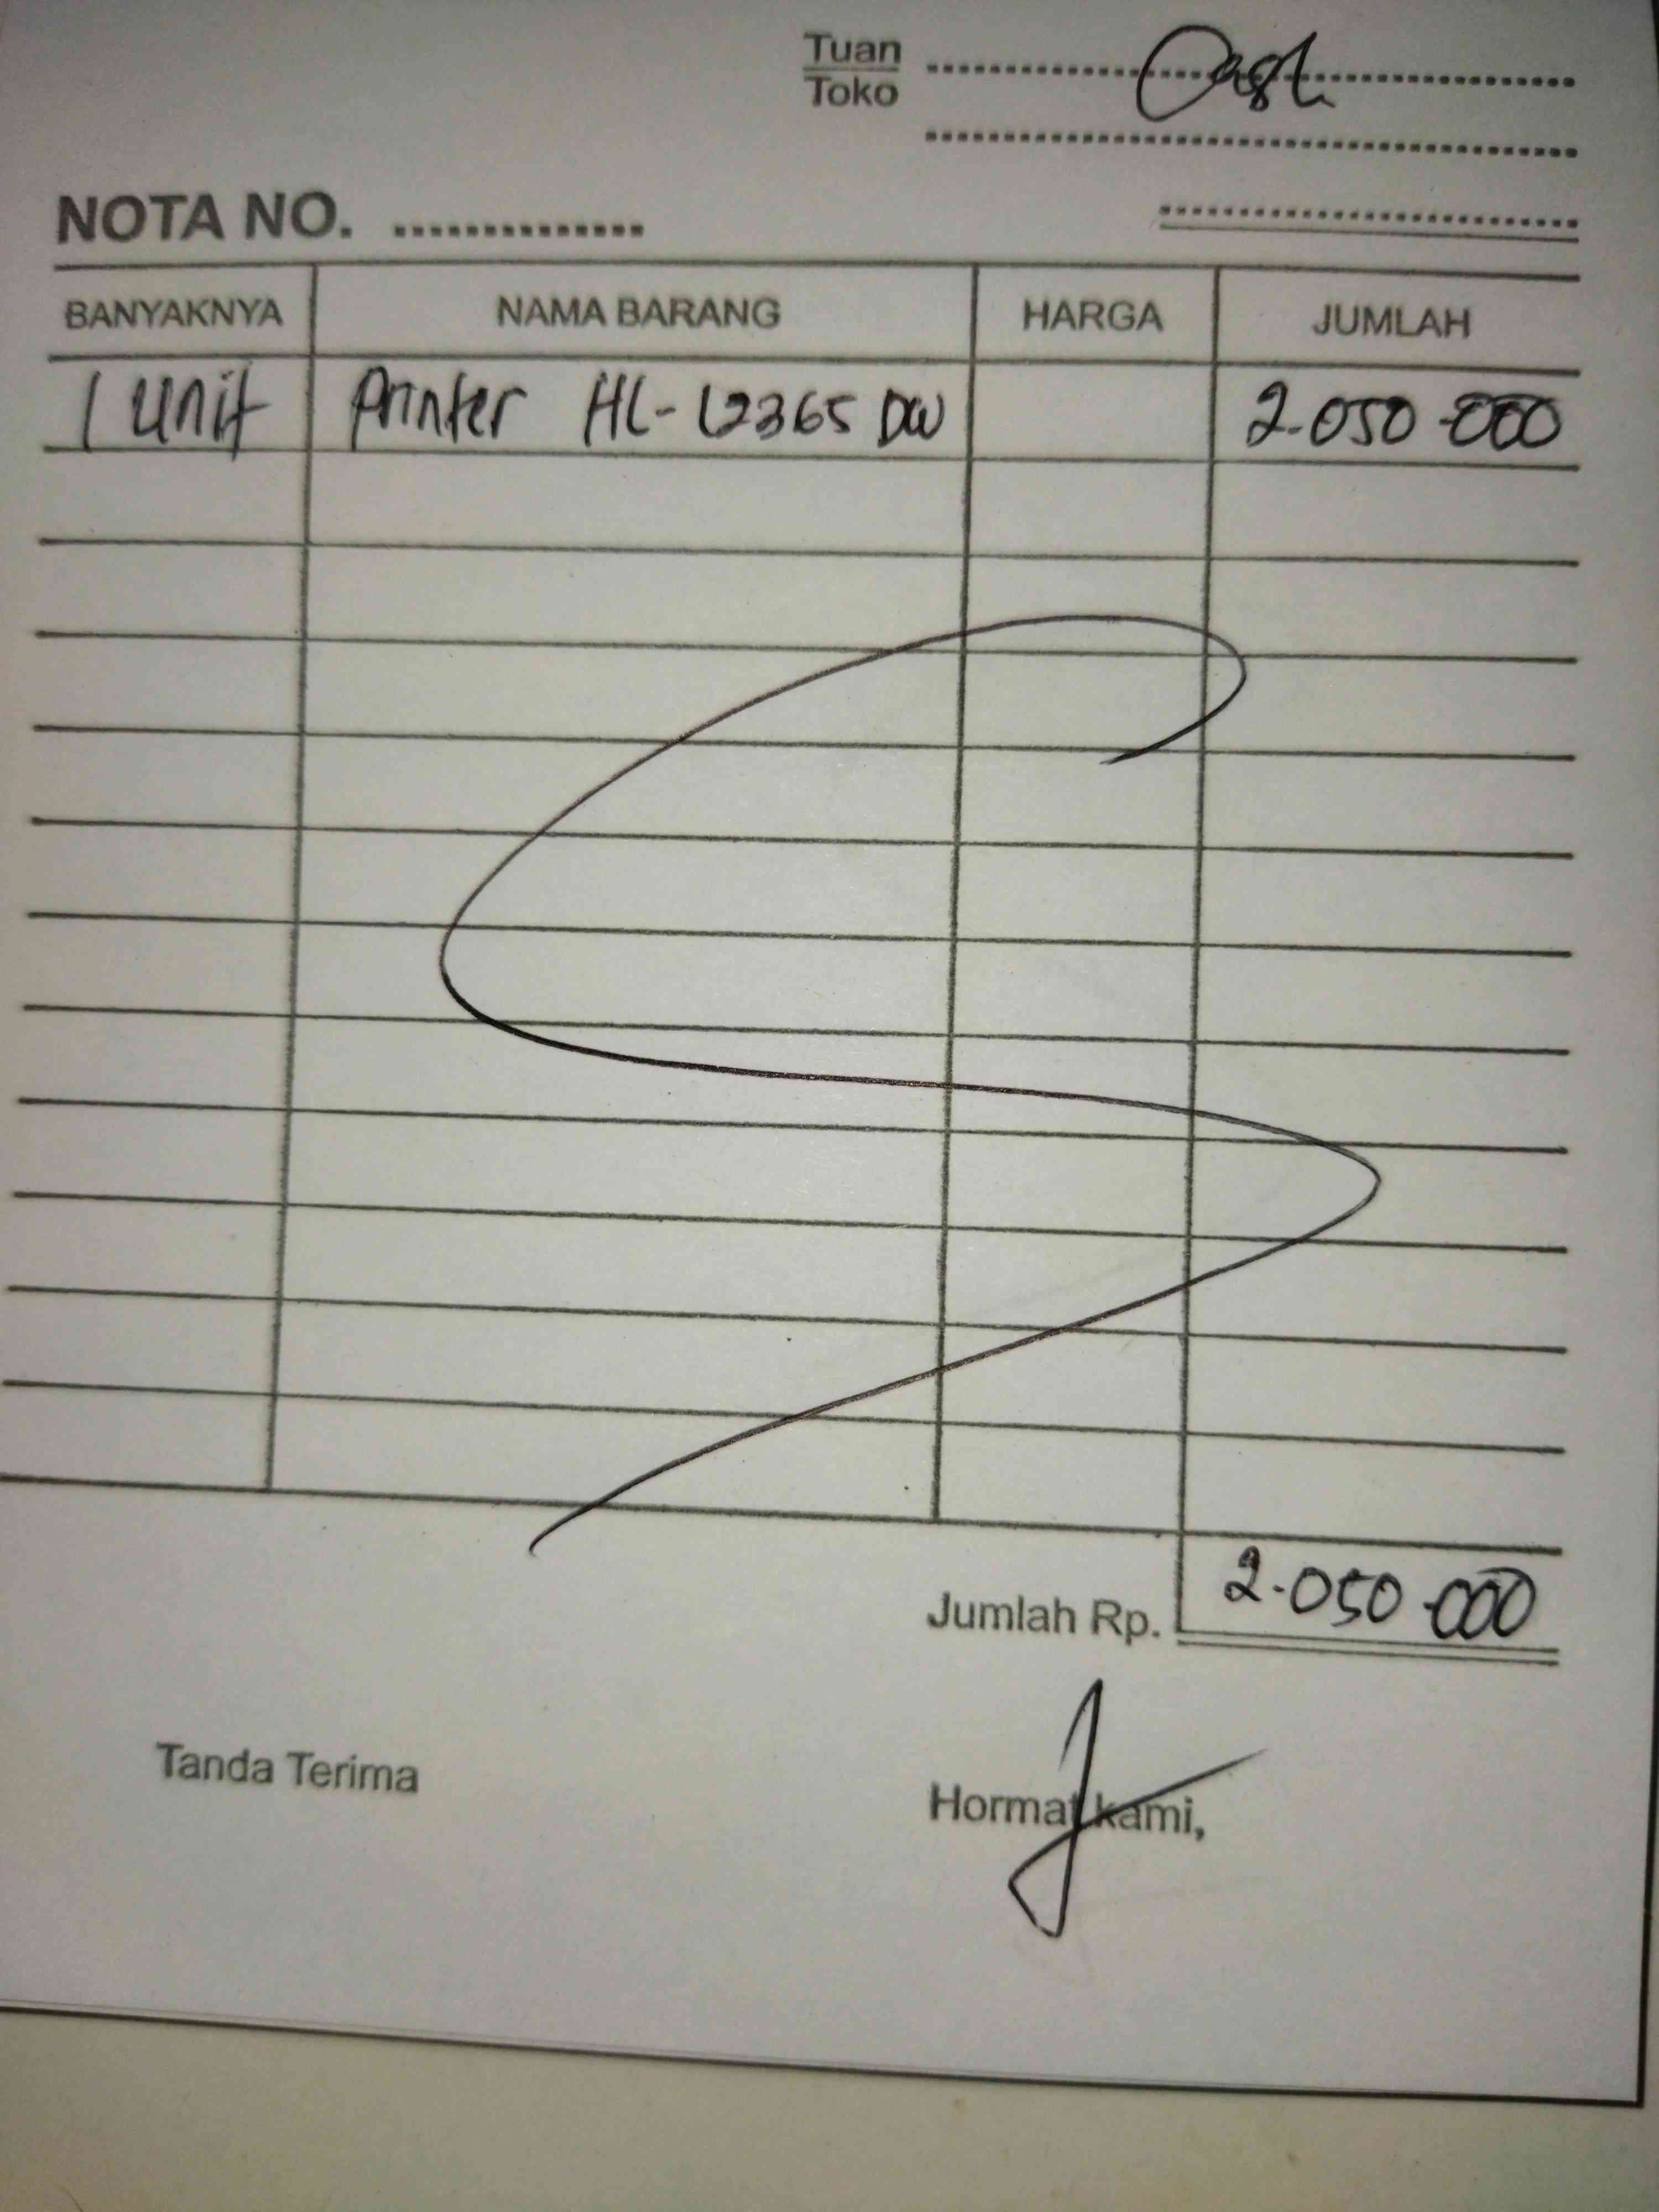 Tuan Cash
Toko
NOTA NO.
BANYAKNYA NAMA BARANG HARGA JUMLAH
1 Unit Printer HL-L2365 DW 2.050.000
Jumlah Rp. 2.050.000
Tanda Terima
Hormat kami,